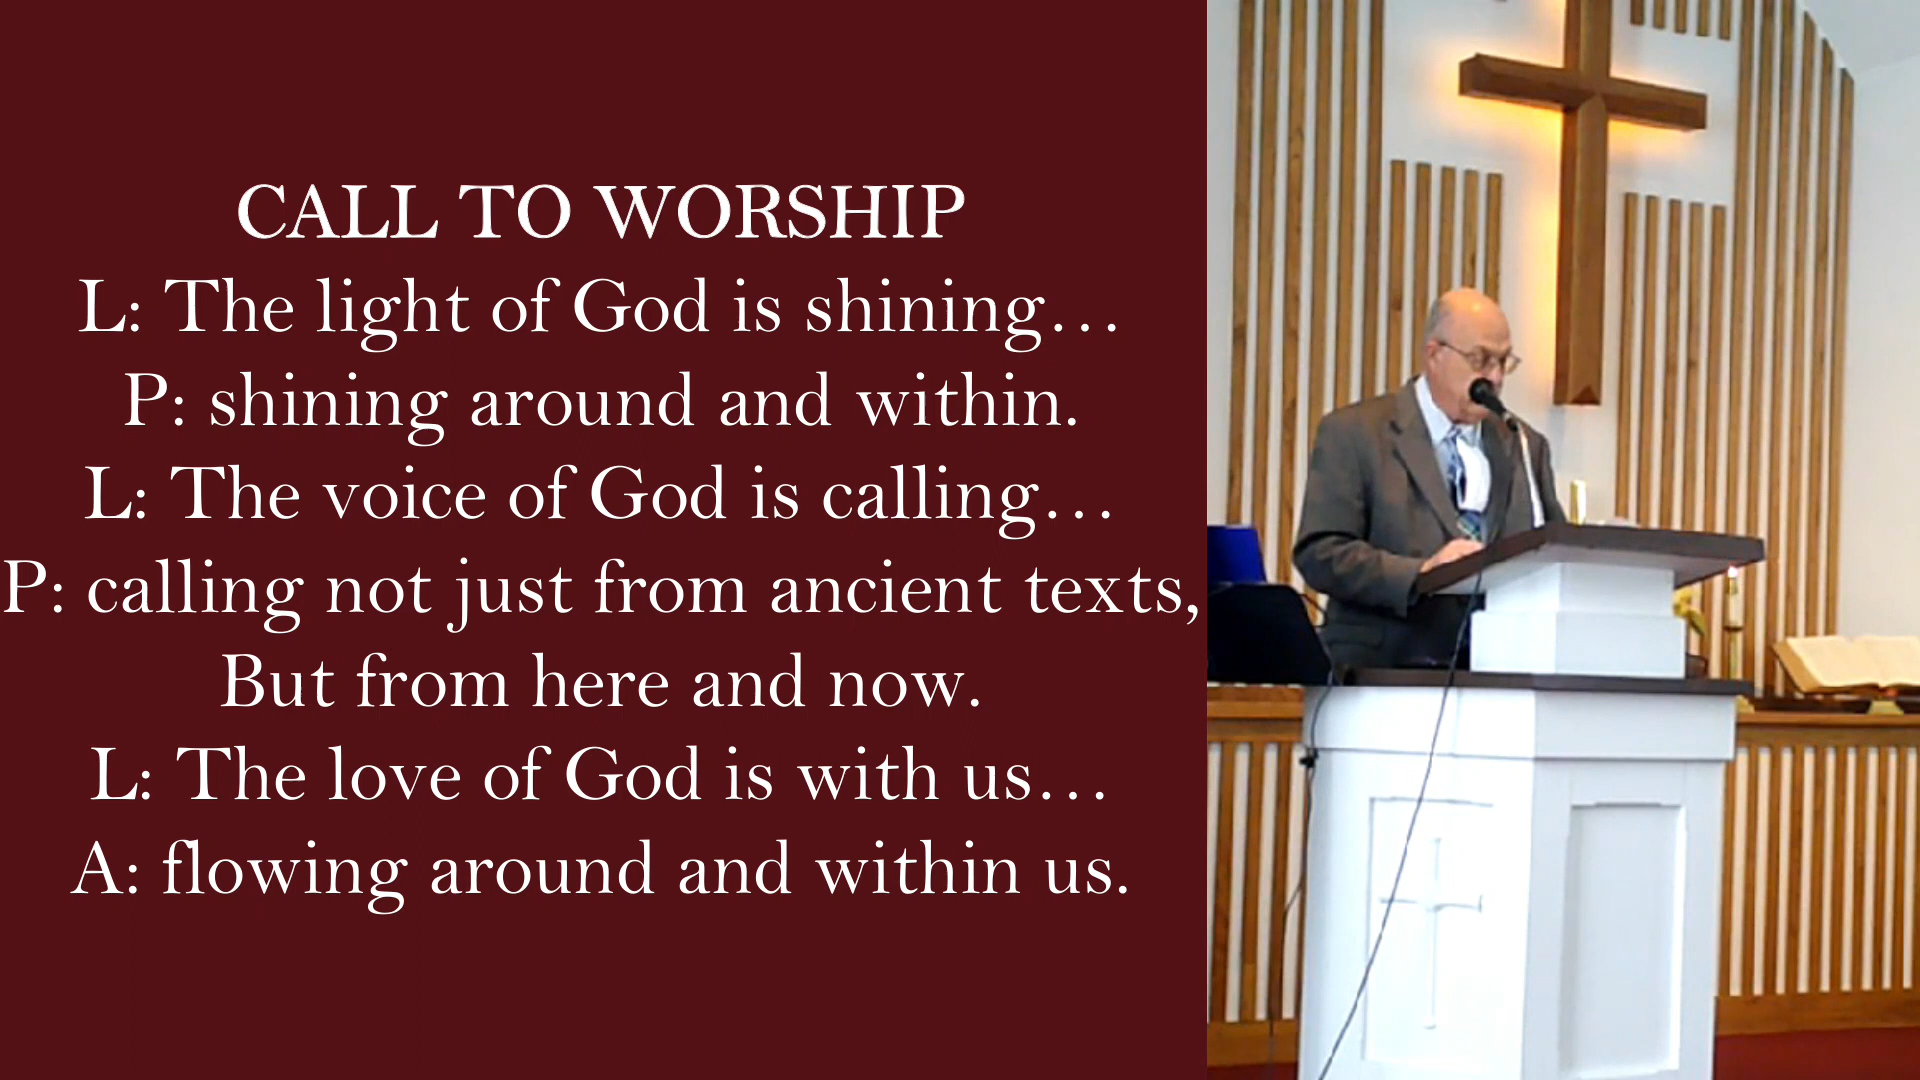 CALL TO WORSHIP
L: The light of God is shining…
P: shining around and within.
L: The voice of God is calling…
P: calling not just from ancient texts,
But from here and now.
L: The love of God is with us…
A: flowing around and within us.